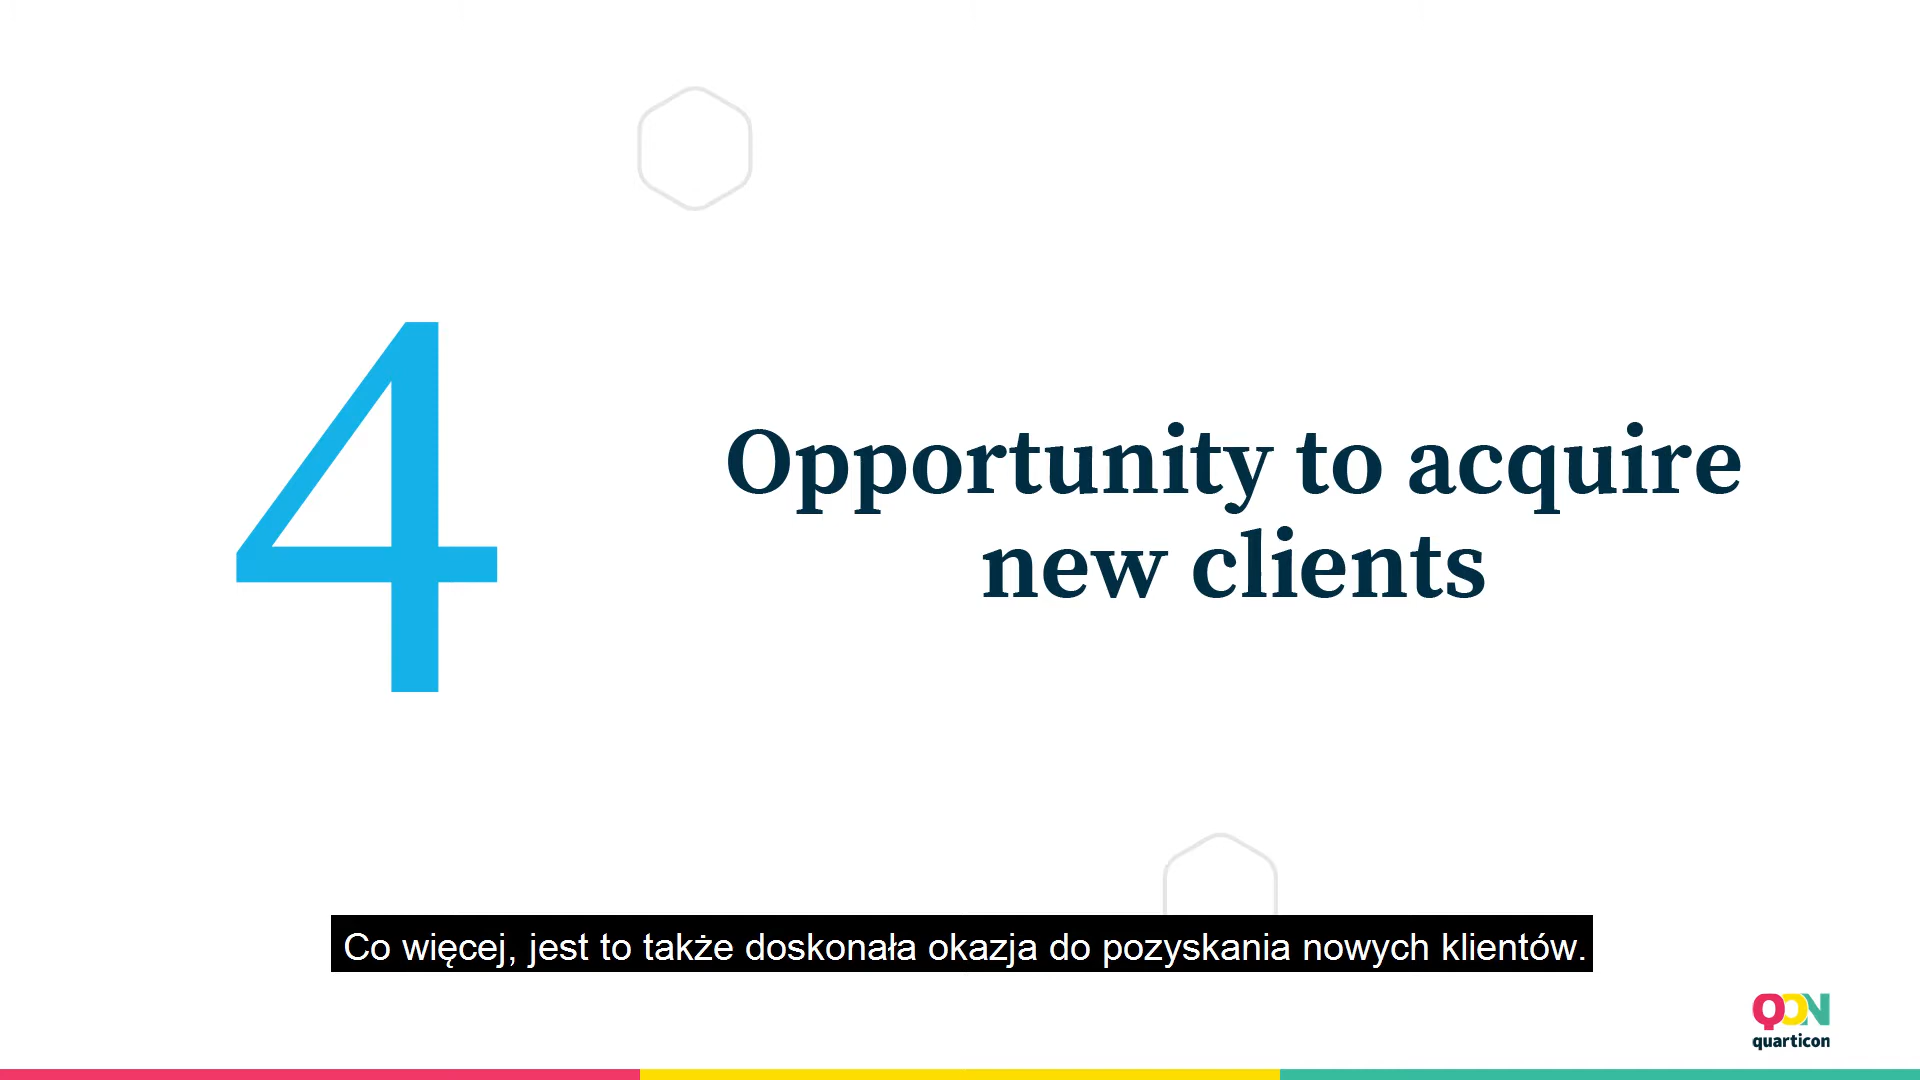 4
Opportunity to acquire
new clients
Co więcej, jest to także doskonała okazja do pozyskania nowych klientów.
QON
quarticon